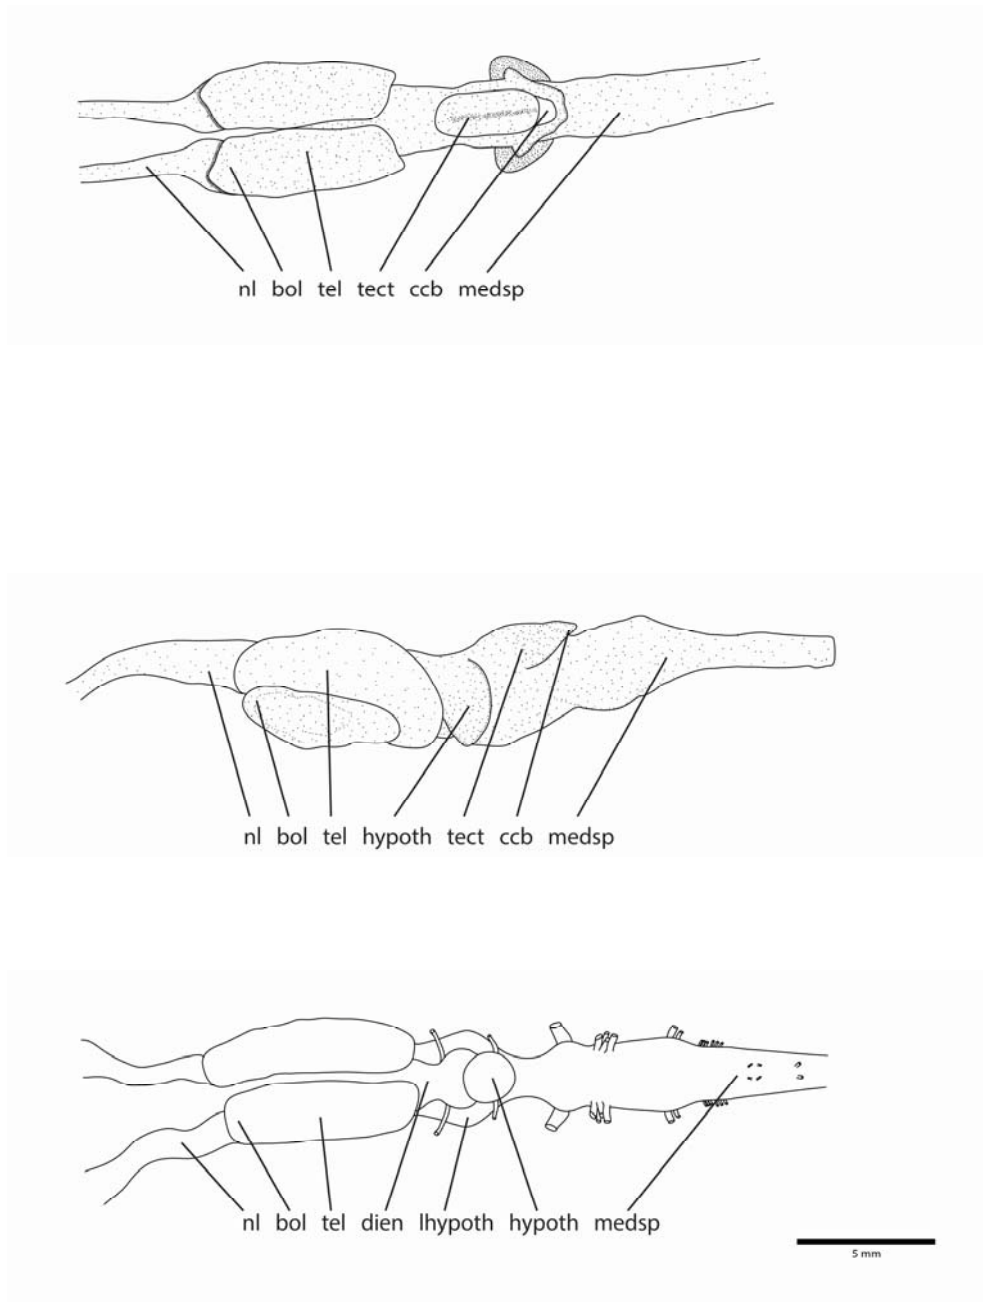 nl bol tel tect ccb medsp
nl bol tel hypoth tect ccb medsp
nl bol tel dien lhypoth hypoth medsp
5 mm